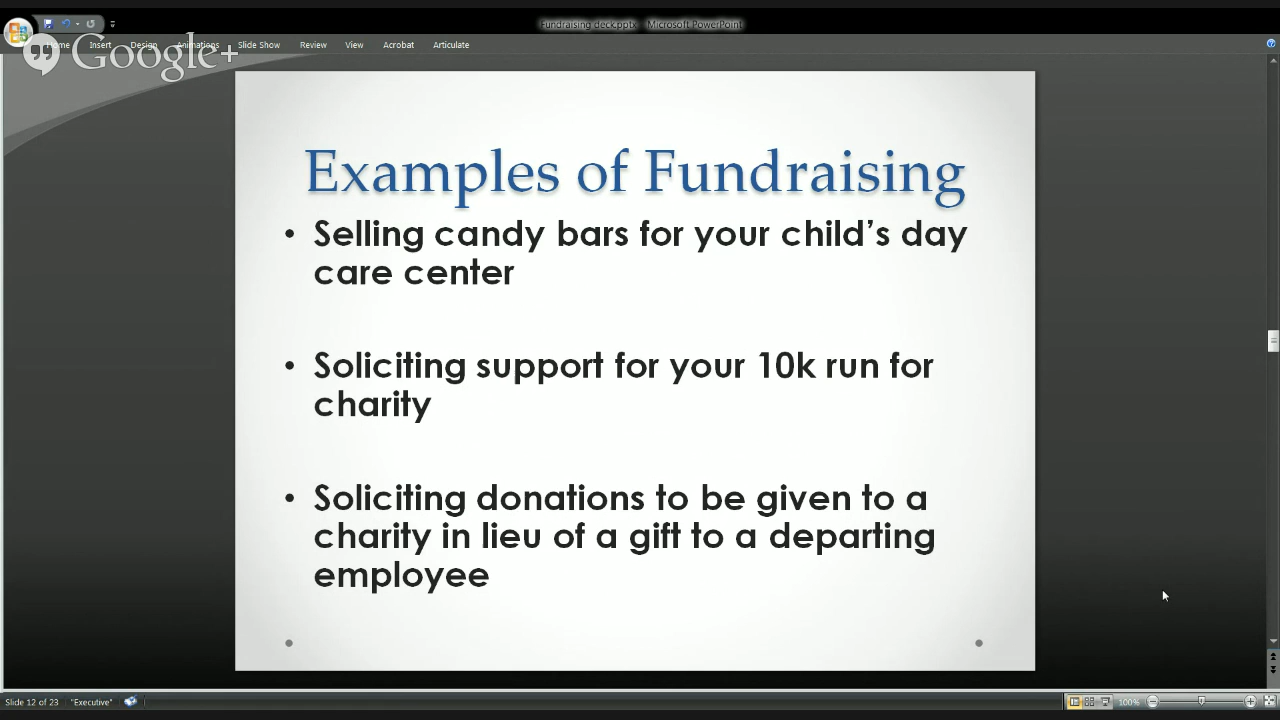 Fundraising deck.pptx - Microsoft PowerPoint
Home Insert Design Animations Slide Show Review View Acrobat Articulate
Google+
Examples of Fundraising
• Selling candy bars for your child’s day
care center
• Soliciting support for your 10k run for
charity
• Soliciting donations to be given to a
charity in lieu of a gift to a departing
employee
Slide 12 of 23 "Executive" 100%